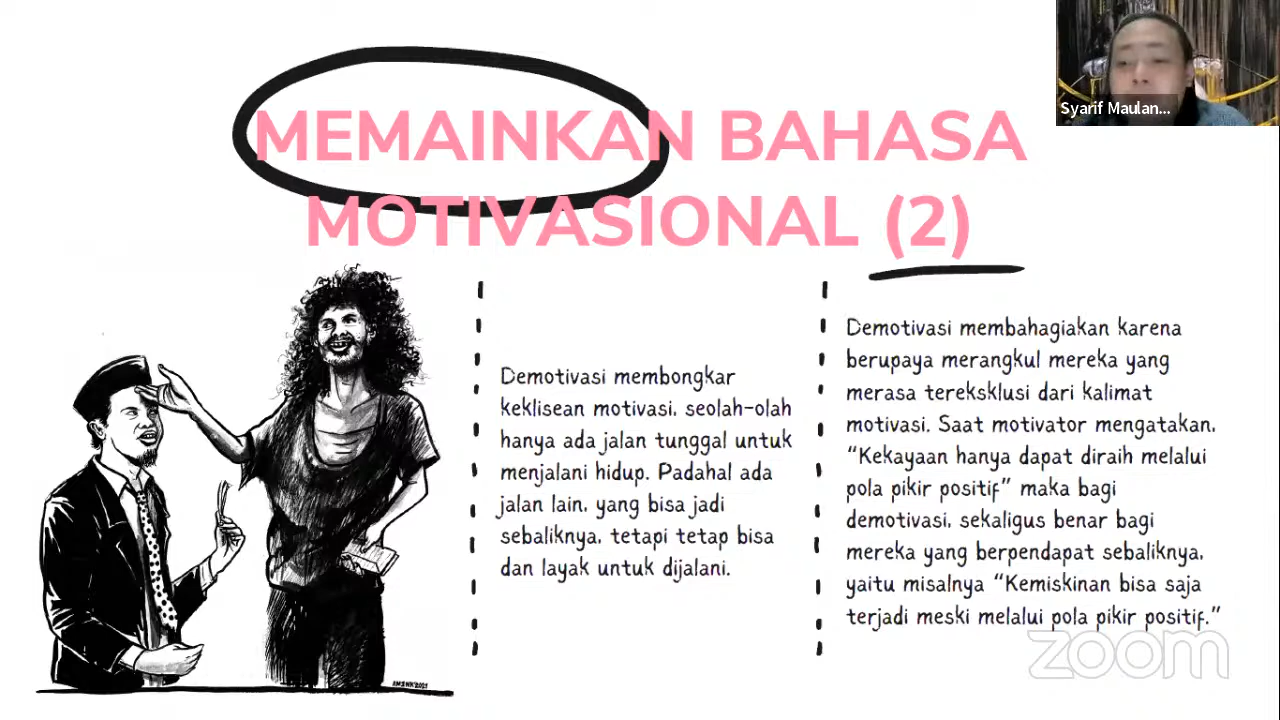 Syarif Maulan...
MEMAINKAN BAHASA
MOTIVASIONAL (2)
Demotivasi membongkar
keklisean motivasi, seolah-olah
hanya ada jalan tunggal untuk
menjalani hidup. Padahal ada
jalan lain, yang bisa jadi
sebaliknya, tetapi tetap bisa
dan layak untuk dijalani.
Demotivasi membahagiakan karena
berupaya merangkul mereka yang
merasa tereksklusi dari kalimat
motivasi. Saat motivator mengatakan,
"Kekayaan hanya dapat diraih melalui
pola pikir positif" maka bagi
demotivasi, sekaligus benar bagi
mereka yang berpendapat sebaliknya,
yaitu misalnya "Kemiskinan bisa saja
terjadi meski melalui pola pikir positif."
zoom